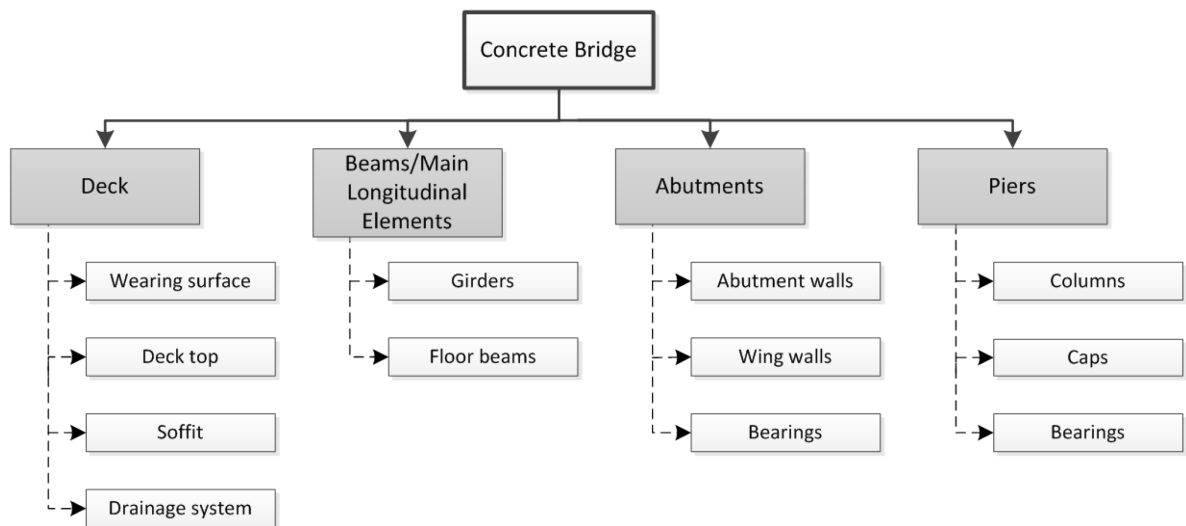 Concrete Bridge
Deck
Beams/Main
Longitudinal
Elements
Abutments
Piers
Wearing surface
Girders
Abutment walls
Columns
Deck top
Floor beams
Wing walls
Caps
Soffit
Bearings
Bearings
Drainage system